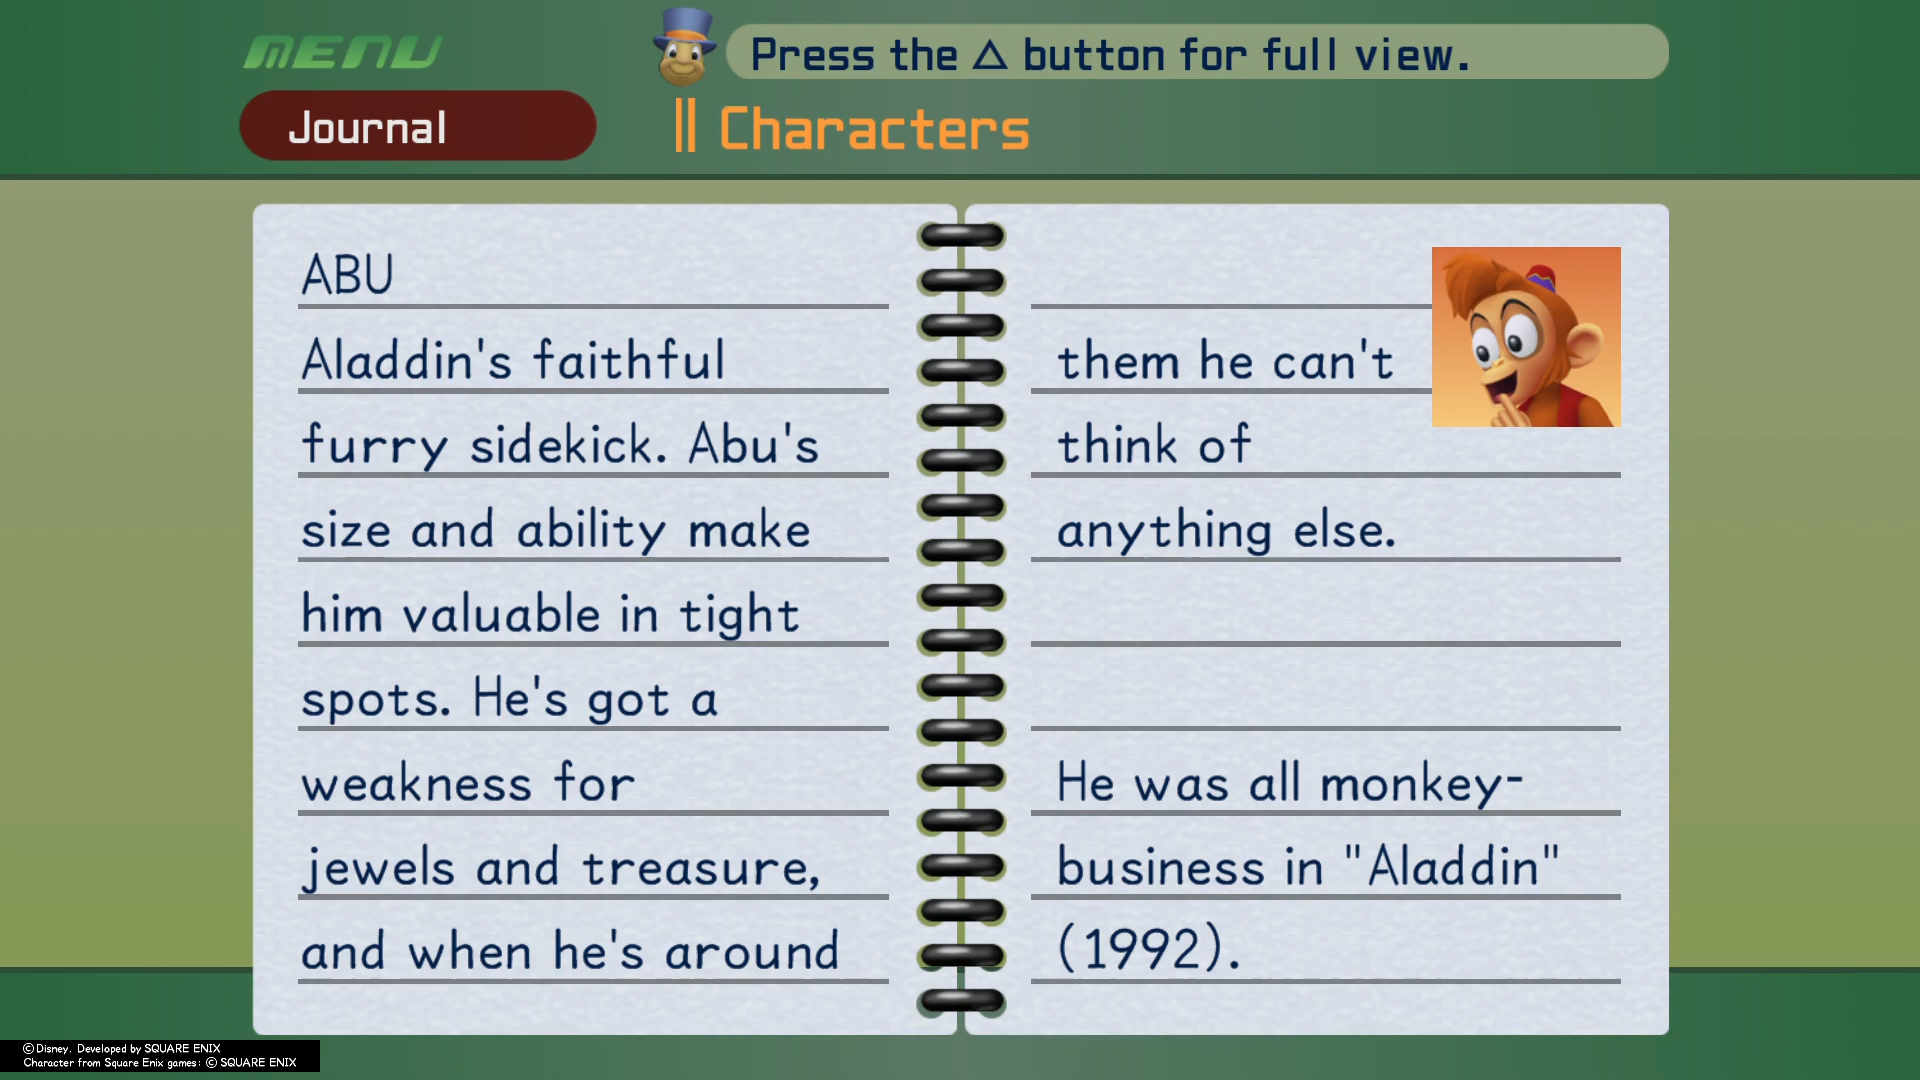 MENU
Press the △ button for full view.
Journal
Characters
ABU
Aladdin's faithful
furry sidekick. Abu's
size and ability make
him valuable in tight
spots. He's got a
weakness for
jewels and treasure,
and when he's around
them he can't
think of
anything else.
He was all monkey-
business in "Aladdin"
(1992).
©Disney. Developed by SQUARE ENIX
Character from Square Enix games: © SQUARE ENIX